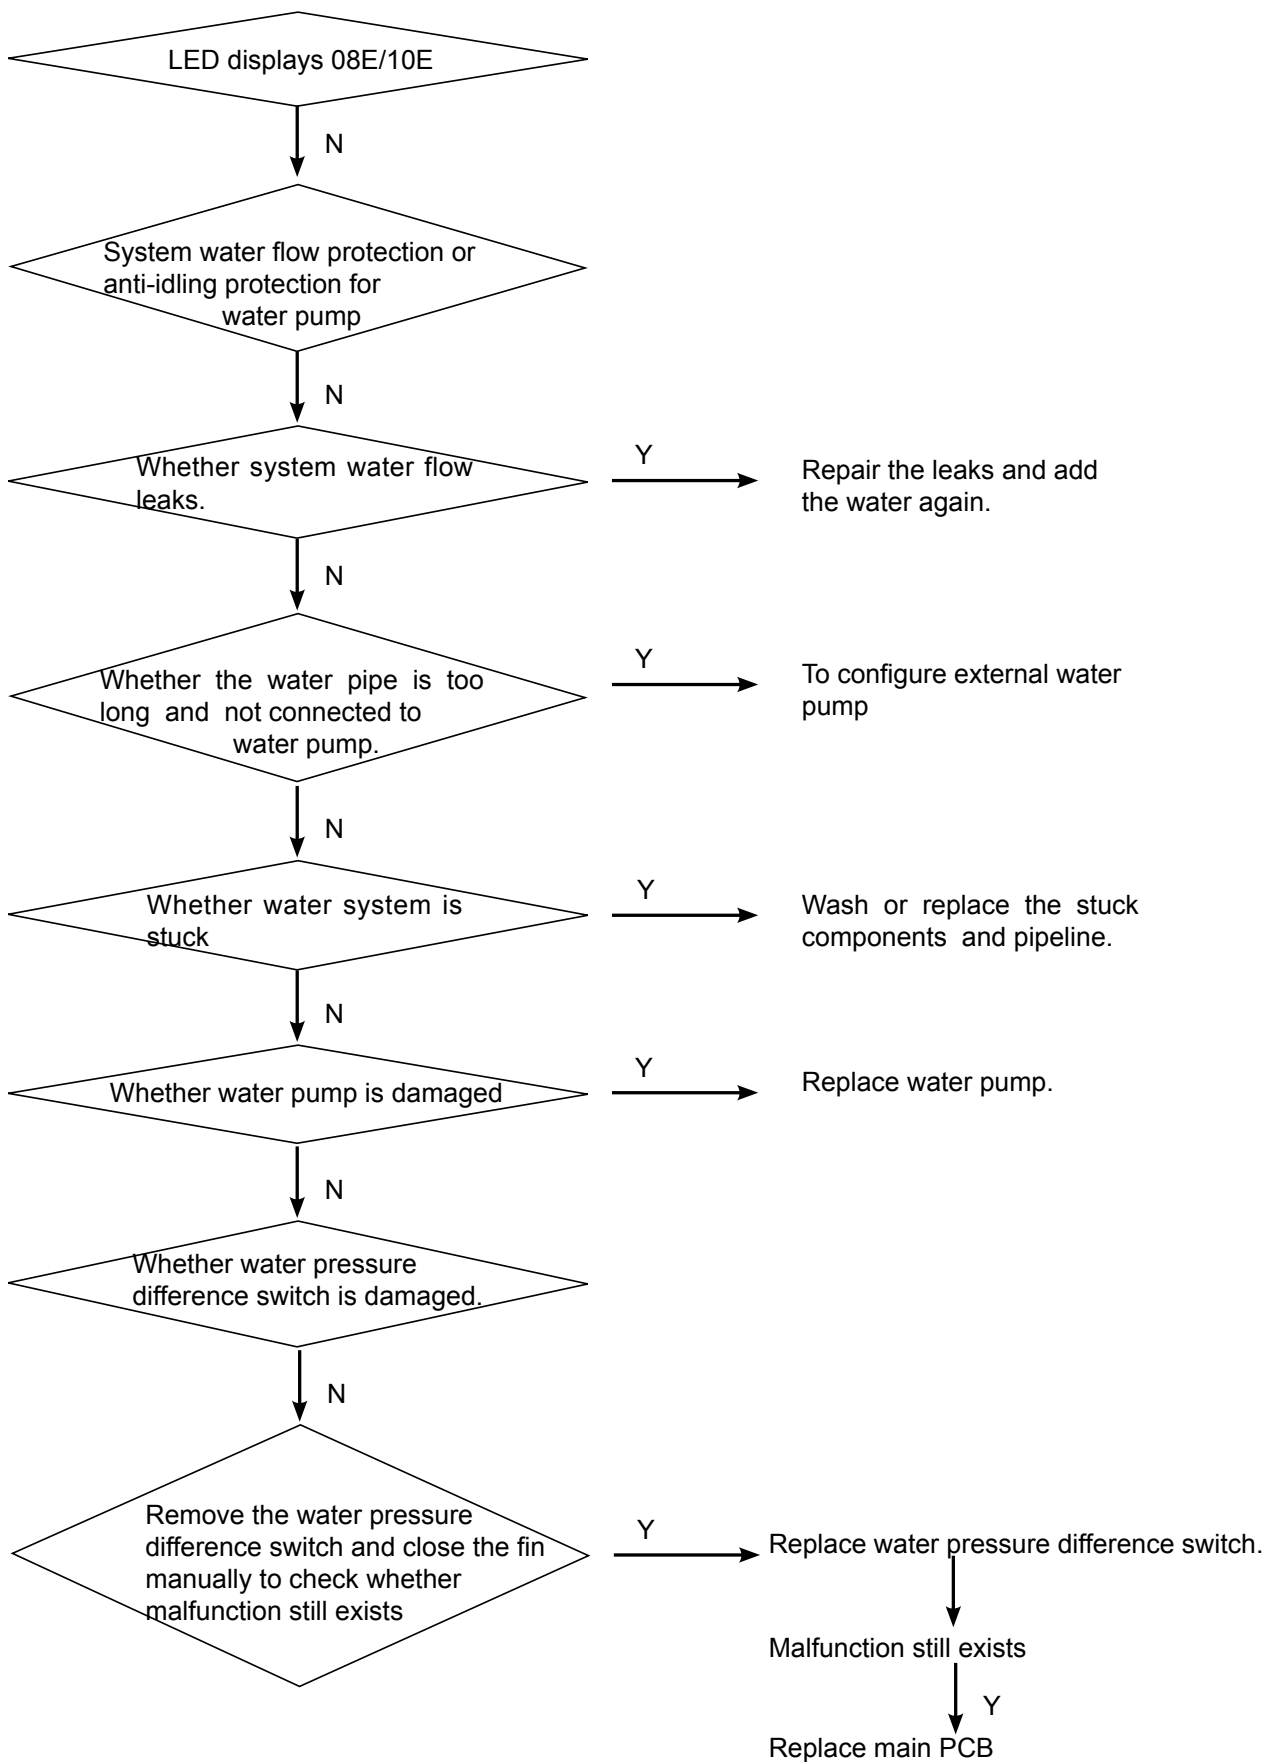 LED displays 08E/10E
N
System water flow protection or
anti-idling protection for
water pump
N
Whether system water flow
leaks.
Y
Repair the leaks and add
the water again.
N
Whether the water pipe is too
long and not connected to
water pump.
Y
To configure external water
pump
N
Whether water system is
stuck
Y
Wash or replace the stuck
components and pipeline.
N
Whether water pump is damaged
Y
Replace water pump.
N
Whether water pressure
difference switch is damaged.
N
Remove the water pressure
difference switch and close the fin
manually to check whether
malfunction still exists
Y
Replace water pressure difference switch.
Malfunction still exists
Y
Replace main PCB